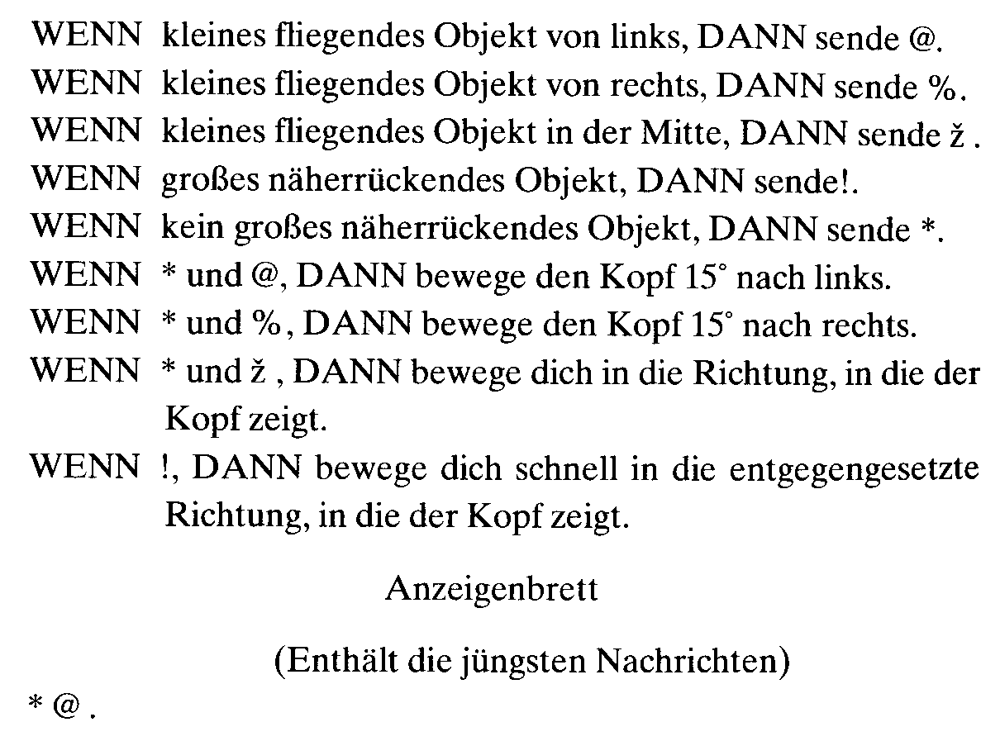 WENN kleines fliegendes Objekt von links, DANN sende @.
WENN kleines fliegendes Objekt von rechts, DANN sende %.
WENN kleines fliegendes Objekt in der Mitte, DANN sende ž .
WENN großes näherrückendes Objekt, DANN sende!.
WENN kein großes näherrückendes Objekt, DANN sende *.
WENN * und @, DANN bewege den Kopf 15° nach links.
WENN * und %, DANN bewege den Kopf 15° nach rechts.
WENN * und ž , DANN bewege dich in die Richtung, in die der
Kopf zeigt.
WENN !, DANN bewege dich schnell in die entgegengesetzte
Richtung, in die der Kopf zeigt.
Anzeigenbrett
(Enthält die jüngsten Nachrichten)
* @ .